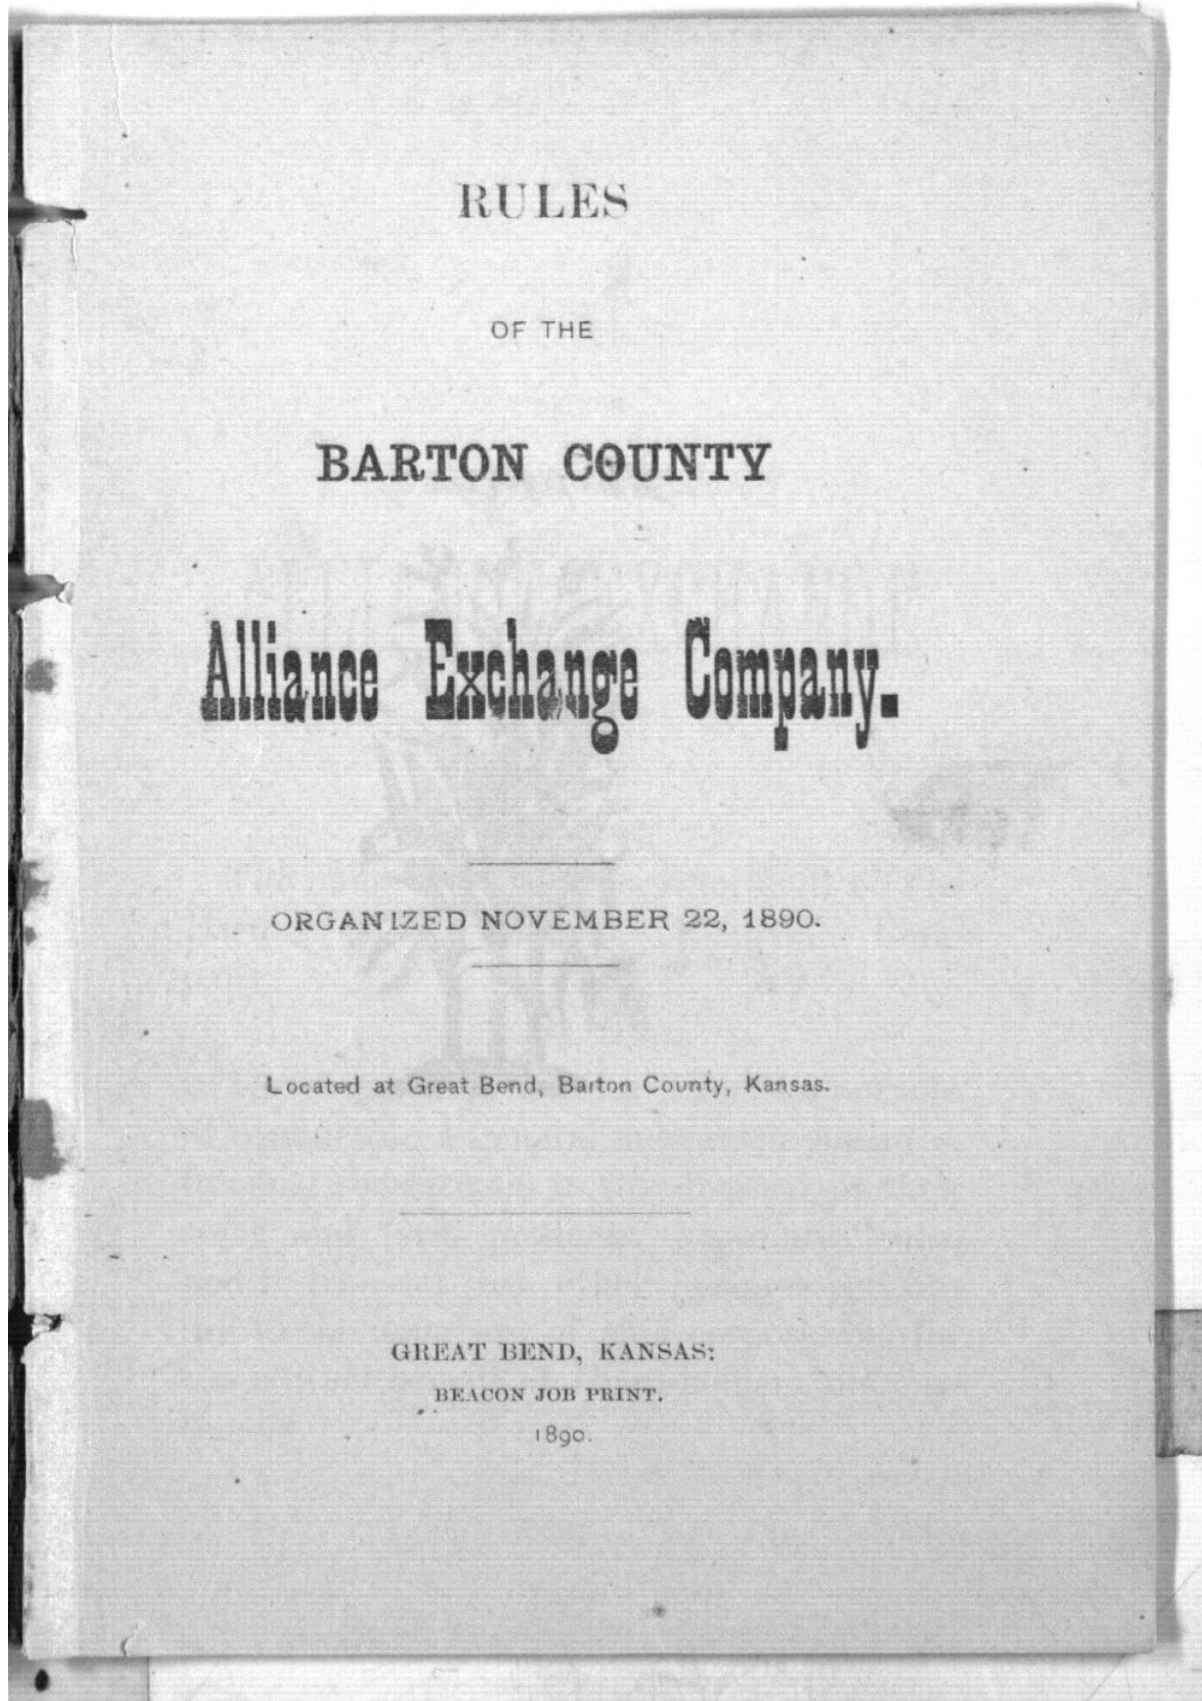 RULES
OF THE
BARTON COUNTY
Alliance Exchange Company.
ORGANIZED NOVEMBER 22, 1890.
Located at Great Bend, Barton County, Kansas.
GREAT BEND, KANSAS:
BEACON JOB PRINT.
1890.